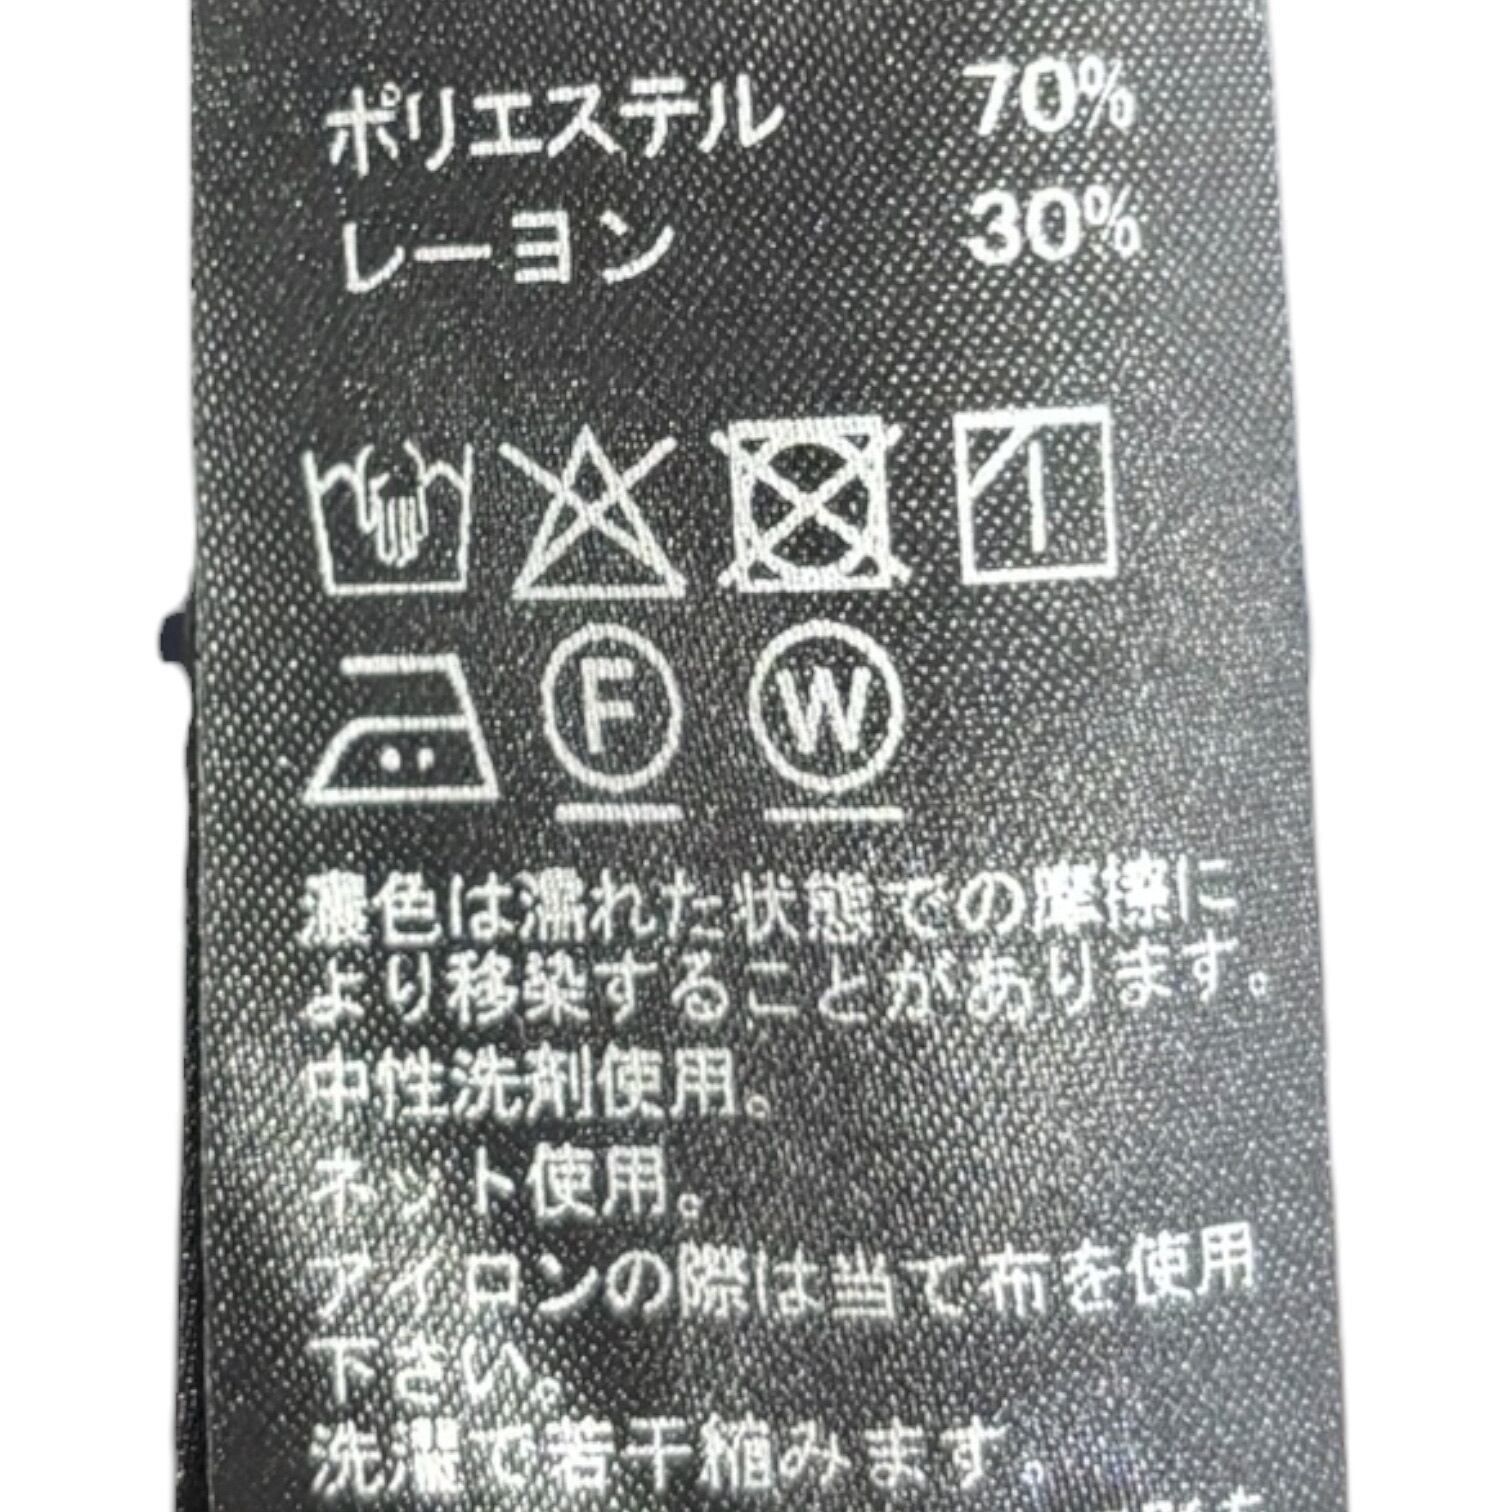 ポリエステル 70%
レーヨン 30%
F W
濃色は濡れた状態での摩擦に
より移染することがあります。
中性洗剤使用。
ネット使用。
アイロンの際は当て布を使用
下さい。
洗濯で若干縮みます。